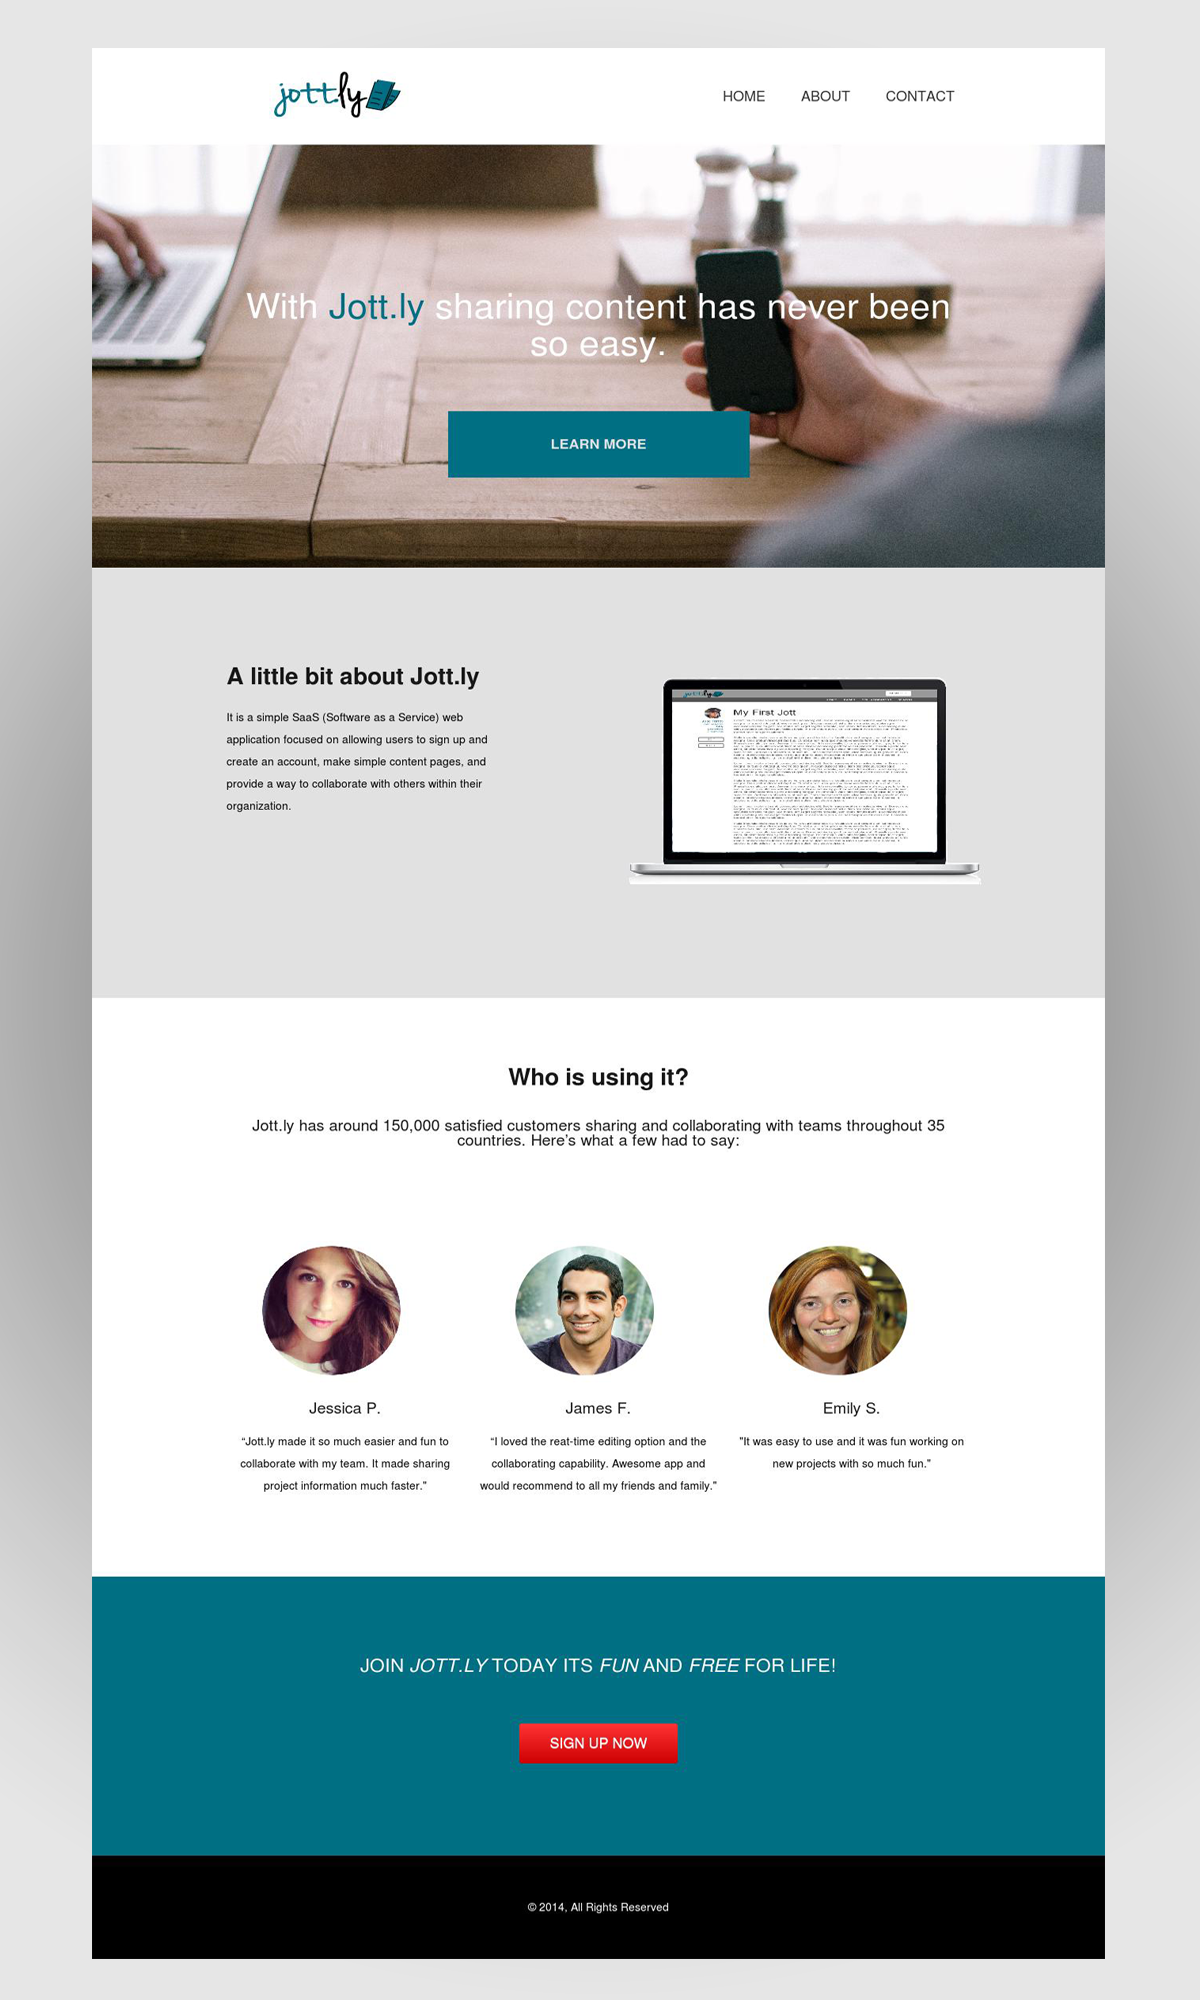 jott.ly
HOME ABOUT CONTACT
With Jott.ly sharing content has never been
so easy.
LEARN MORE
A little bit about Jott.ly
It is a simple SaaS (Software as a Service) web
application focused on allowing users to sign up and
create an account, make simple content pages, and
provide a way to collaborate with others within their
organization.
jott.ly
My First Jott
Who is using it?
Jott.ly has around 150,000 satisfied customers sharing and collaborating with teams throughout 35
countries. Here’s what a few had to say:
Jessica P.
“Jott.ly made it so much easier and fun to
collaborate with my team. It made sharing
project information much faster."
James F.
“I loved the reat-time editing option and the
collaborating capability. Awesome app and
would recommend to all my friends and family."
Emily S.
"It was easy to use and it was fun working on
new projects with so much fun."
JOIN JOTT.LY TODAY ITS FUN AND FREE FOR LIFE!
SIGN UP NOW
© 2014, All Rights Reserved